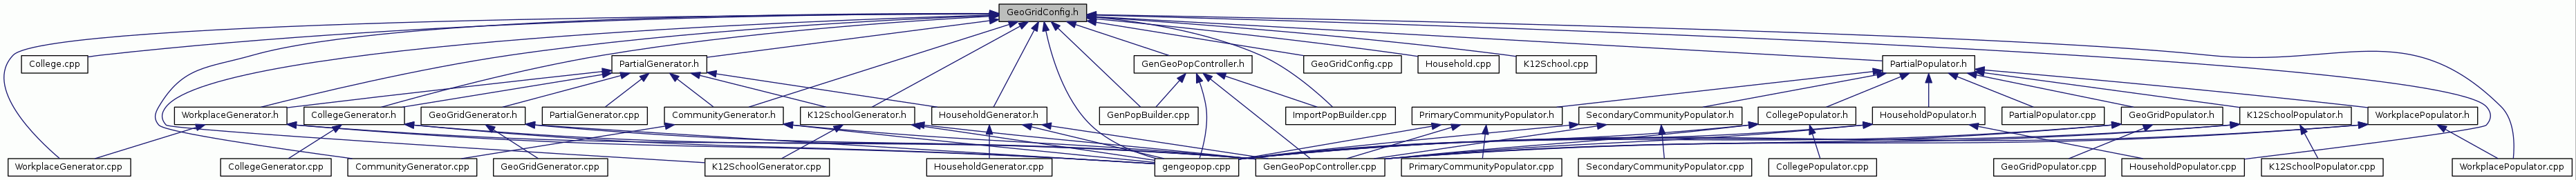 GeoGridConfig.h
College.cpp
PartialGenerator.h
GenGeoPopController.h
GeoGridConfig.cpp
Household.cpp
K12School.cpp
PartialPopulator.h
WorkplaceGenerator.h
CollegeGenerator.h
GeoGridGenerator.h
PartialGenerator.cpp
CommunityGenerator.h
K12SchoolGenerator.h
HouseholdGenerator.h
GenPopBuilder.cpp
ImportPopBuilder.cpp
PrimaryCommunityPopulator.h
SecondaryCommunityPopulator.h
CollegePopulator.h
HouseholdPopulator.h
PartialPopulator.cpp
GeoGridPopulator.h
K12SchoolPopulator.h
WorkplacePopulator.h
WorkplaceGenerator.cpp
CollegeGenerator.cpp
CommunityGenerator.cpp
GeoGridGenerator.cpp
K12SchoolGenerator.cpp
HouseholdGenerator.cpp
gengeopop.cpp
GenGeoPopController.cpp
PrimaryCommunityPopulator.cpp
SecondaryCommunityPopulator.cpp
CollegePopulator.cpp
GeoGridPopulator.cpp
HouseholdPopulator.cpp
K12SchoolPopulator.cpp
WorkplacePopulator.cpp